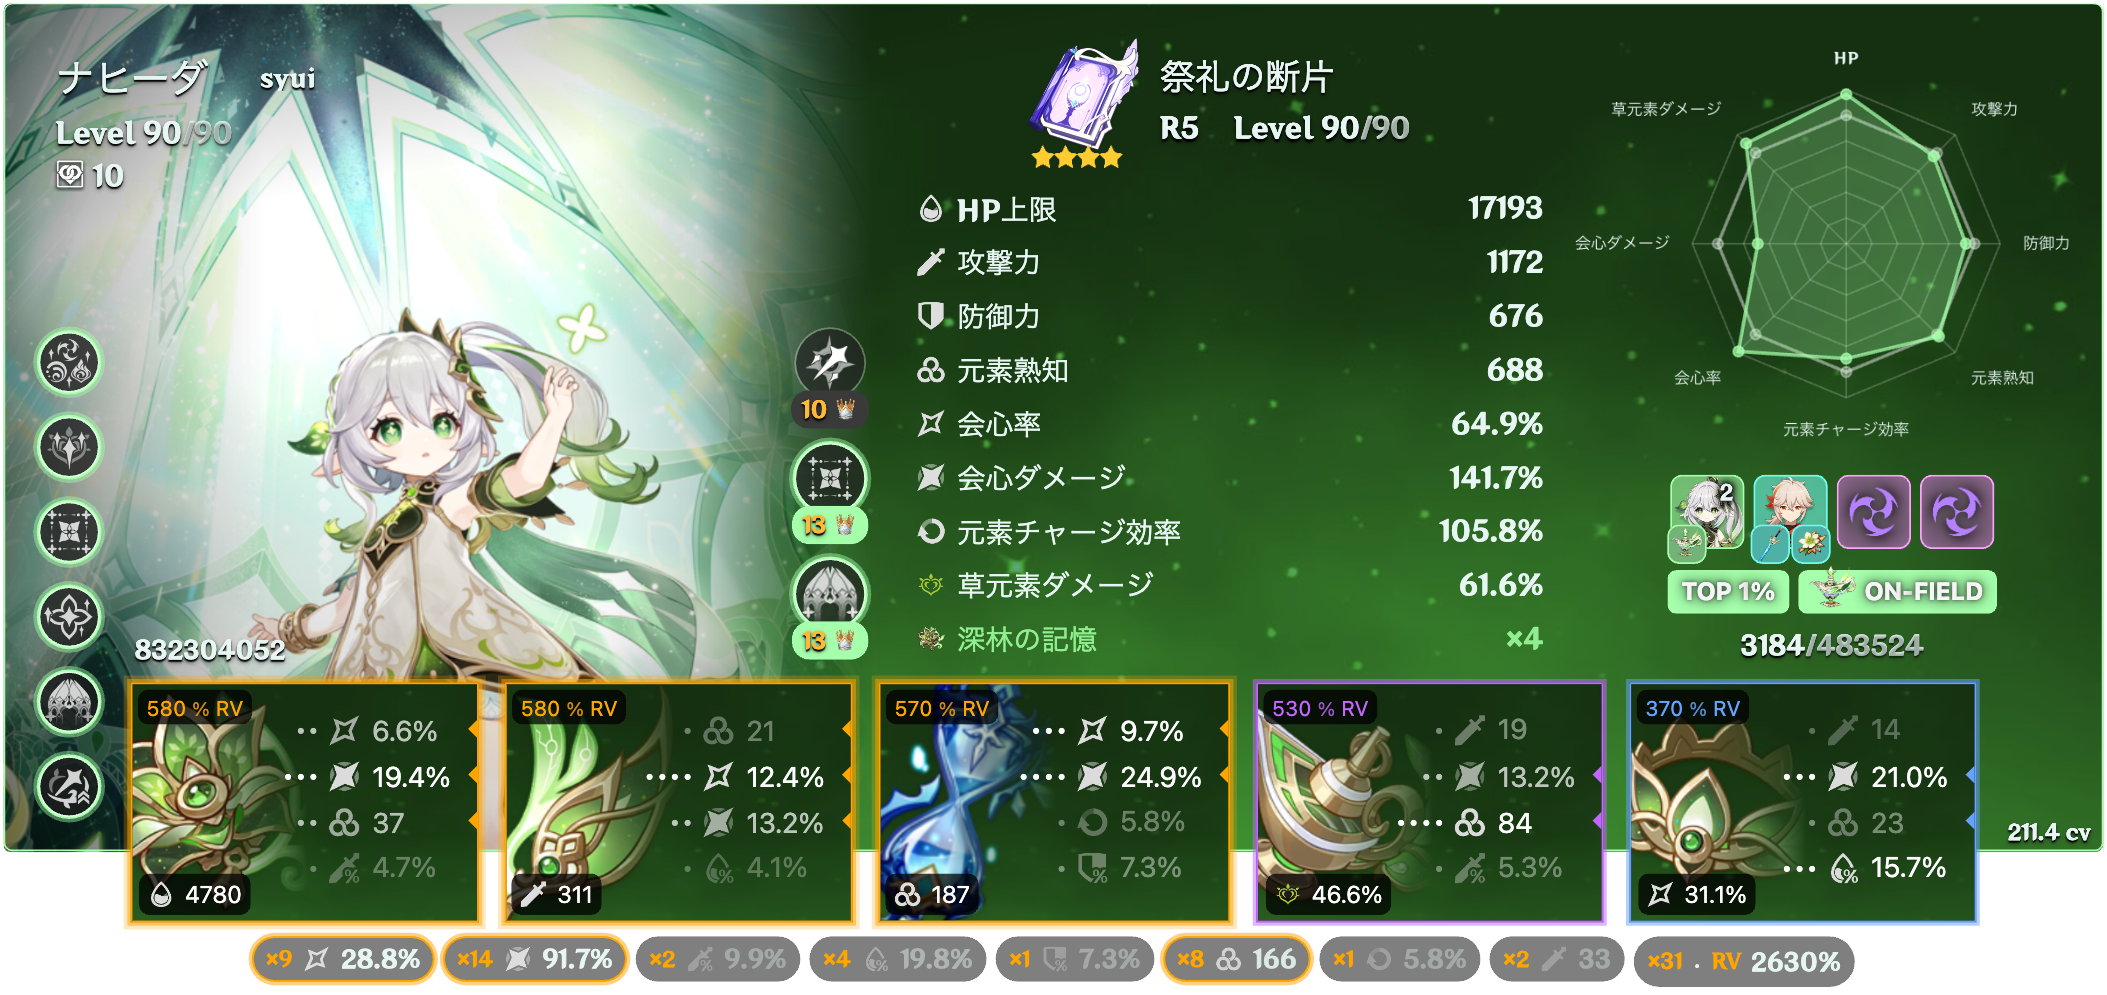 ナヒーダ syui
Level 90/90
10
10
13
13
832304052
祭礼の断片
R5 Level 90/90
HP上限 17193
攻撃力 1172
防御力 676
元素熟知 688
会心率 64.9%
会心ダメージ 141.7%
元素チャージ効率 105.8%
草元素ダメージ 61.6%
深林の記憶 ×4
HP
攻撃力
防御力
元素熟知
元素チャージ効率
会心率
会心ダメージ
草元素ダメージ
2
TOP 1% ON-FIELD
3184/483524
211.4 cv
580 % RV
6.6%
19.4%
37
4.7%
4780
580 % RV
21
12.4%
13.2%
4.1%
311
570 % RV
9.7%
24.9%
5.8%
7.3%
187
530 % RV
19
13.2%
84
5.3%
46.6%
370 % RV
14
21.0%
23
15.7%
31.1%
×9 28.8% ×14 91.7% ×2 9.9% ×4 19.8% ×1 7.3% ×8 166 ×1 5.8% ×2 33 ×31 . RV 2630%